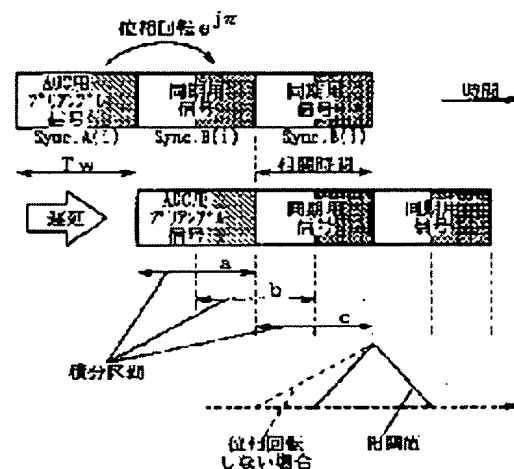 位相回転 e^jπ
AGC用
プリアンブル
信号
同期用
信号
同期用
信号
時間
Sync.A(i)
Sync.B(i)
Sync.B(i)
Tw
相関時間
遅延
AGC用
プリアンブル
信号
同期用
信号
同期用
信号
a
b
c
積分区間
位相回転
しない場合
相関値